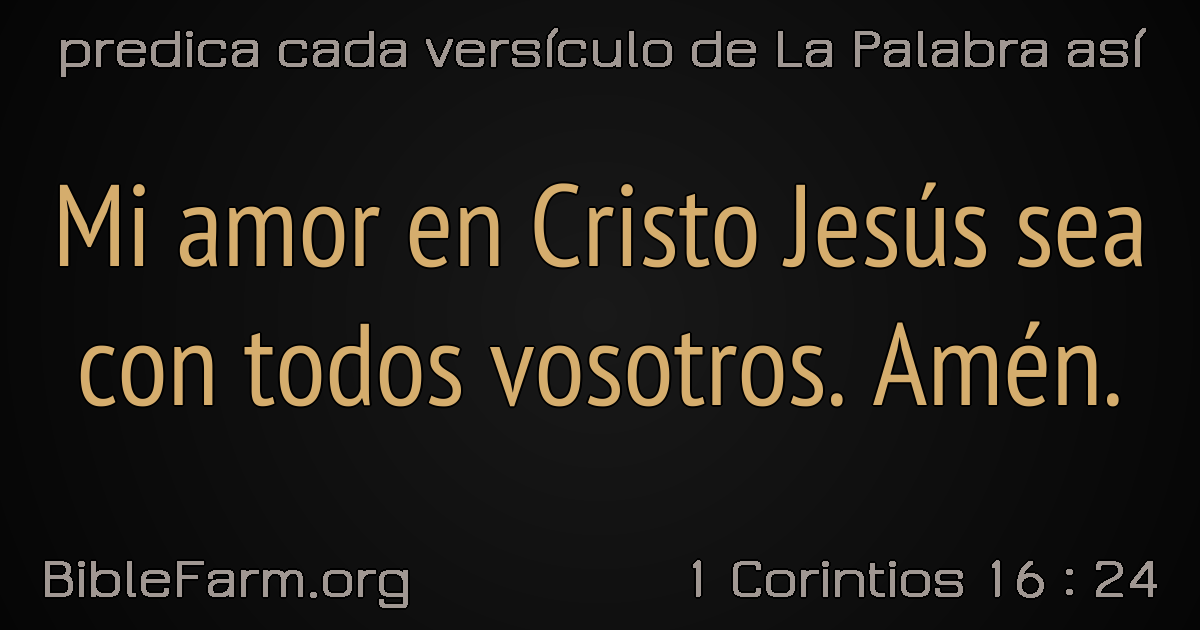 predica cada versículo de La Palabra así
Mi amor en Cristo Jesús sea
con todos vosotros. Amén.
BibleFarm.org
1 Corintios 16 : 24